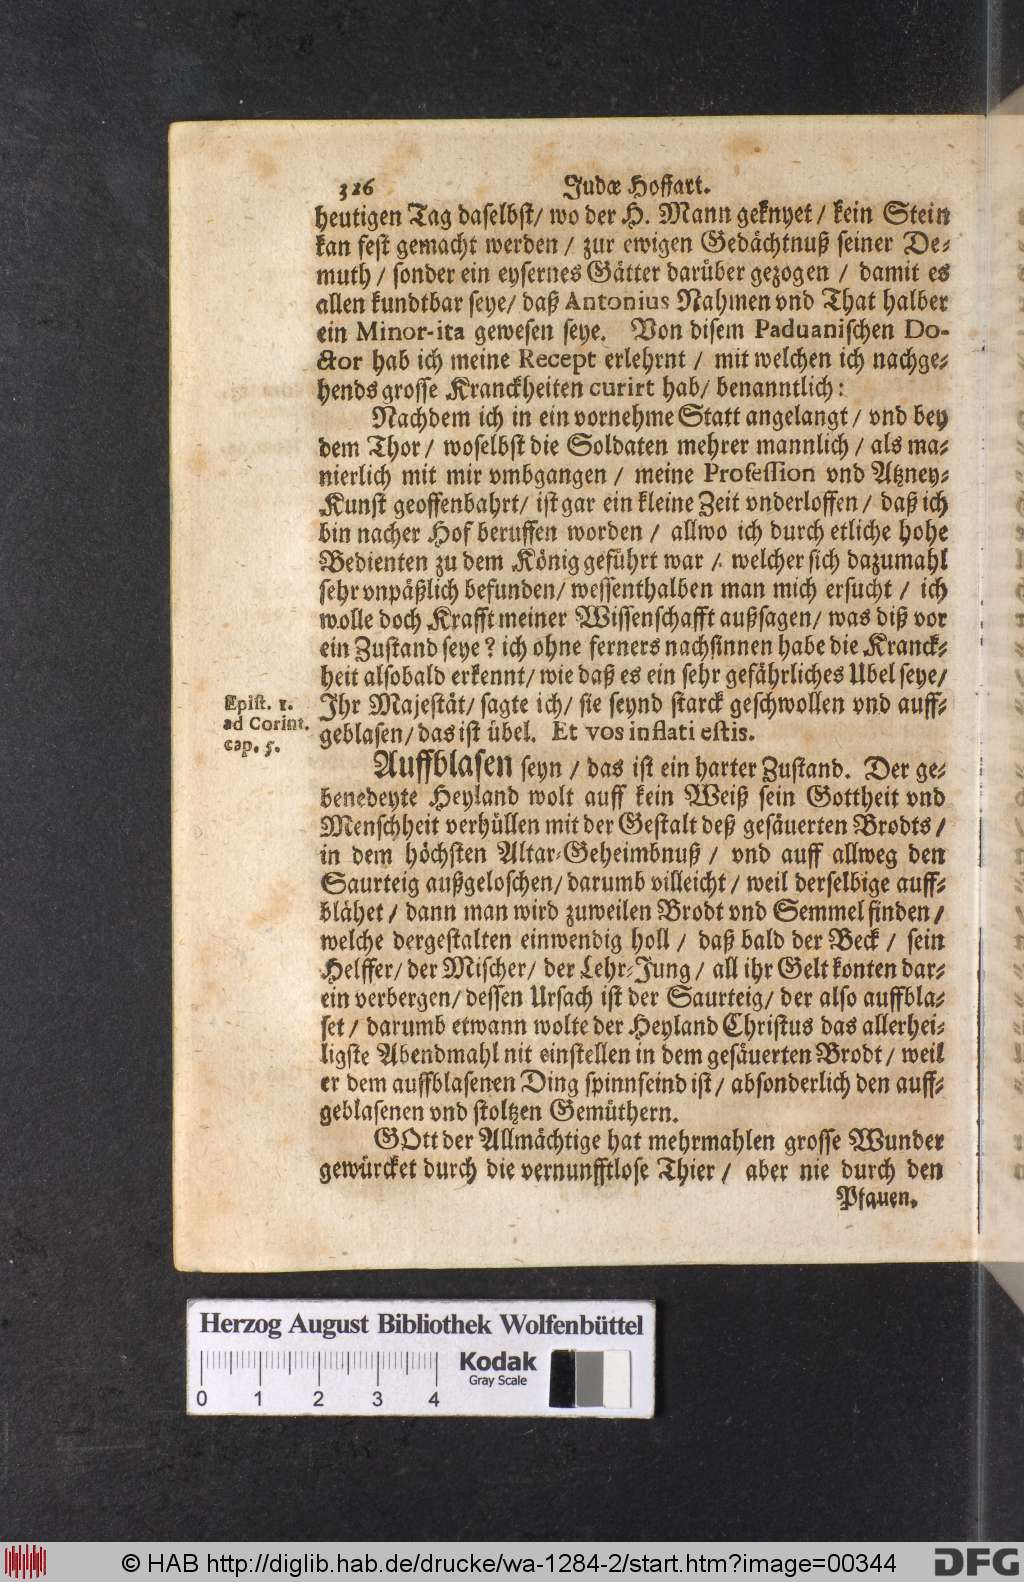 326 Judæ Hoffart.
heutigen Tag daselbst/ wo der H. Mann geknyet / kein Stein
kan fest gemacht werden / zur ewigen Gedächtnuß seiner De-
muth / sonder ein eysernes Gätter darüber gezogen / damit es
allen kundtbar seye/ daß Antonius Nahmen vnd That halber
ein Minor-ita gewesen seye. Von disem Paduanischen Do-
ctor hab ich meine Recept erlehrnt / mit welchen ich nachge-
hends grosse Kranckheiten curirt hab/ benanntlich:
Nachdem ich in ein vornehme Statt angelangt / vnd bey
dem Thor / woselbst die Soldaten mehrer mannlich / als ma-
nierlich mit mir vmbgangen / meine Profession vnd Atzney-
Kunst geoffenbahrt/ ist gar ein kleine Zeit vnderloffen / daß ich
bin nacher Hof beruffen worden / allwo ich durch etliche hohe
Bedienten zu dem König geführt war / welcher sich dazumahl
sehr vnpäßlich befunden/ wessenthalben man mich ersucht / ich
wolle doch Krafft meiner Wissenschafft außsagen/ was diß vor
ein Zustand seye? ich ohne ferners nachsinnen habe die Kranck-
heit alsobald erkennt/ wie daß es ein sehr gefährliches Ubel seye/
Ihr Majestät/ sagte ich/ sie seynd starck geschwollen vnd auff-
geblasen/ das ist übel. Et vos inflati estis.
Epist. 1.
ad Corint.
cap. 5.
Auffblasen seyn / das ist ein harter Zustand. Der ge-
benedeyte Heyland wolt auff kein Weiß sein Gottheit vnd
Menschheit verhüllen mit der Gestalt deß gesäuerten Brodts /
in dem höchsten Altar-Geheimbnuß / vnd auff allweg den
Saurteig außgeloschen/ darumb villeicht / weil derselbige auff-
blähet / dann man wird zuweilen Brodt vnd Semmel finden /
welche dergestalten einwendig holl / daß bald der Beck / sein
Helffer/ der Mischer/ der Lehr-Jung / all ihr Gelt konten dar-
ein verbergen/ dessen Ursach ist der Saurteig/ der also auffbla-
set / darumb etwann wolte der Heyland Christus das allerhei-
ligste Abendmahl nit einstellen in dem gesäuerten Brodt / weil
er dem auffblasenen Ding spinnfeind ist / absonderlich den auff-
geblasenen vnd stoltzen Gemüthern.
GOtt der Allmächtige hat mehrmahlen grosse Wunder
gewürcket durch die vernunfftlose Thier / aber nie durch den
Pfauen.
Herzog August Bibliothek Wolfenbüttel
Kodak
Gray Scale
0 1 2 3 4
© HAB http://diglib.hab.de/drucke/wa-1284-2/start.htm?image=00344
DFG